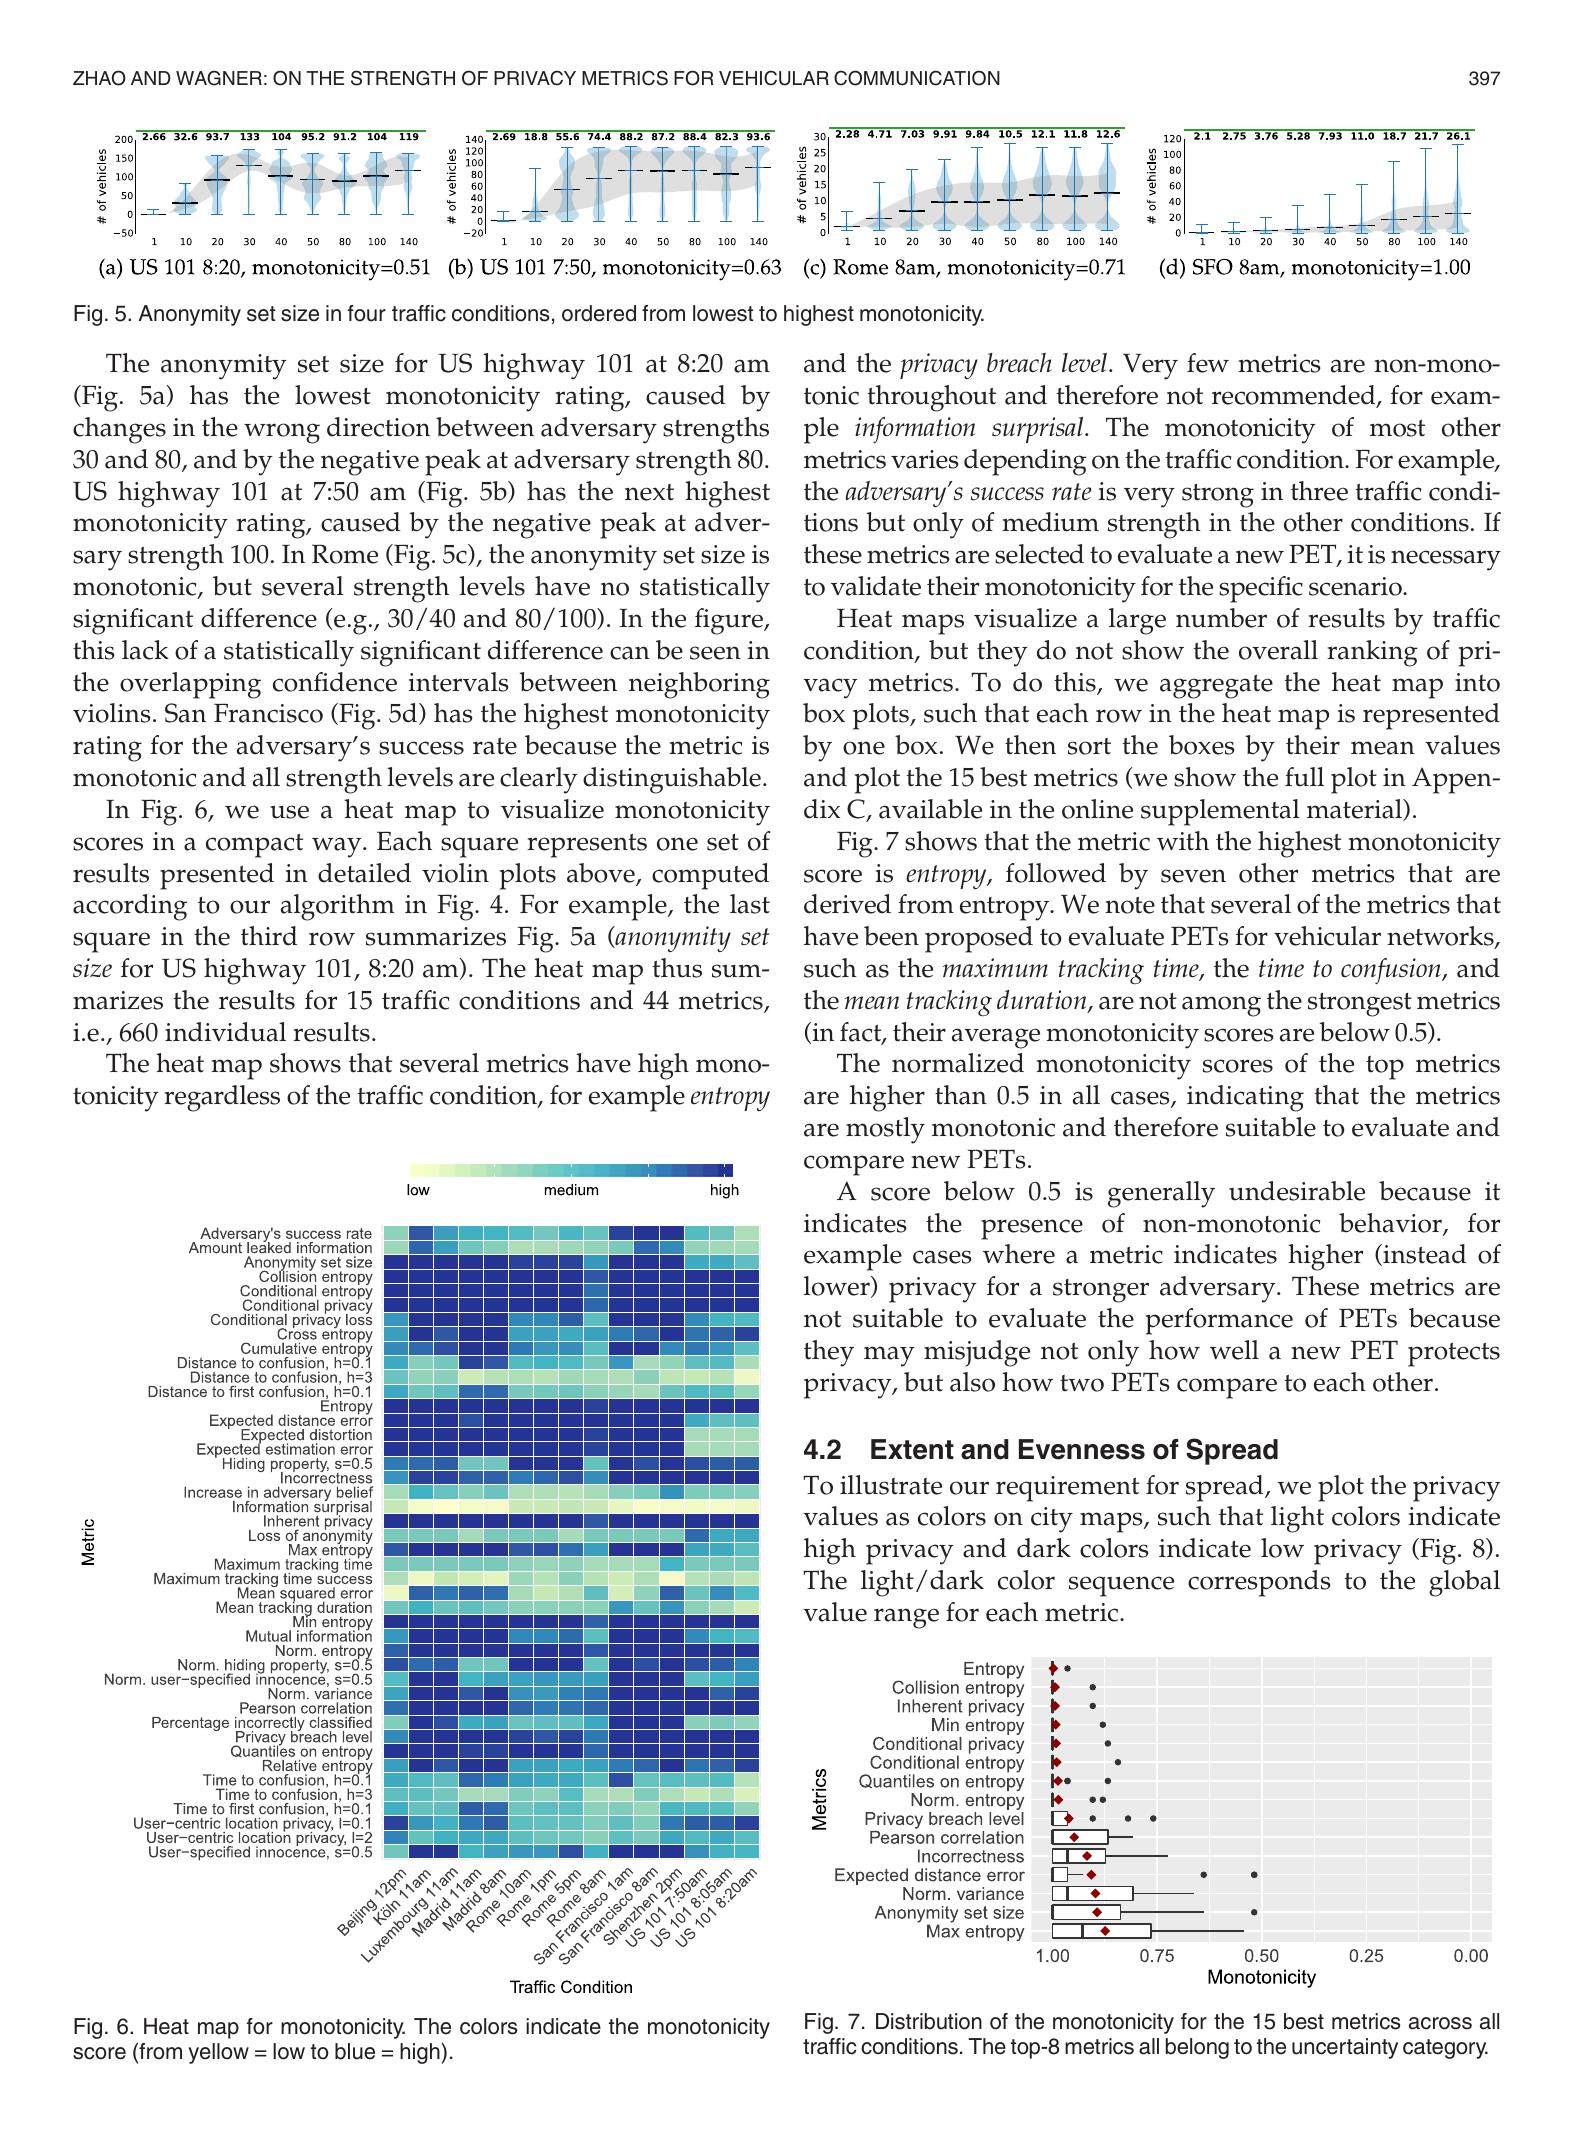 ZHAO AND WAGNER: ON THE STRENGTH OF PRIVACY METRICS FOR VEHICULAR COMMUNICATION 397
# of vehicles
200
150
100
50
0
−50
2.66 32.6 93.7 133 104 95.2 91.2 104 119
1 10 20 30 40 50 80 100 140
(a) US 101 8:20, monotonicity=0.51
# of vehicles
140
120
100
80
60
40
20
0
−20
2.69 18.8 55.6 74.4 88.2 87.2 88.4 82.3 93.6
1 10 20 30 40 50 80 100 140
(b) US 101 7:50, monotonicity=0.63
# of vehicles
30
25
20
15
10
5
0
2.28 4.71 7.03 9.91 9.84 10.5 12.1 11.8 12.6
1 10 20 30 40 50 80 100 140
(c) Rome 8am, monotonicity=0.71
# of vehicles
120
100
80
60
40
20
0
2.1 2.75 3.76 5.28 7.93 11.0 18.7 21.7 26.1
1 10 20 30 40 50 80 100 140
(d) SFO 8am, monotonicity=1.00
Fig. 5. Anonymity set size in four traffic conditions, ordered from lowest to highest monotonicity.
The anonymity set size for US highway 101 at 8:20 am
(Fig. 5a) has the lowest monotonicity rating, caused by
changes in the wrong direction between adversary strengths
30 and 80, and by the negative peak at adversary strength 80.
US highway 101 at 7:50 am (Fig. 5b) has the next highest
monotonicity rating, caused by the negative peak at adver-
sary strength 100. In Rome (Fig. 5c), the anonymity set size is
monotonic, but several strength levels have no statistically
significant difference (e.g., 30/40 and 80/100). In the figure,
this lack of a statistically significant difference can be seen in
the overlapping confidence intervals between neighboring
violins. San Francisco (Fig. 5d) has the highest monotonicity
rating for the adversary's success rate because the metric is
monotonic and all strength levels are clearly distinguishable.
In Fig. 6, we use a heat map to visualize monotonicity
scores in a compact way. Each square represents one set of
results presented in detailed violin plots above, computed
according to our algorithm in Fig. 4. For example, the last
square in the third row summarizes Fig. 5a (anonymity set
size for US highway 101, 8:20 am). The heat map thus sum-
marizes the results for 15 traffic conditions and 44 metrics,
i.e., 660 individual results.
The heat map shows that several metrics have high mono-
tonicity regardless of the traffic condition, for example entropy
low medium high
Metric
Adversary's success rate
Amount leaked information
Anonymity set size
Collision entropy
Conditional entropy
Conditional privacy
Conditional privacy loss
Cross entropy
Cumulative entropy
Distance to confusion, h=0.1
Distance to confusion, h=3
Distance to first confusion, h=0.1
Entropy
Expected distance error
Expected distortion
Expected estimation error
Hiding property, s=0.5
Incorrectness
Increase in adversary belief
Information surprisal
Inherent privacy
Loss of anonymity
Max entropy
Maximum tracking time
Maximum tracking time success
Mean squared error
Mean tracking duration
Min entropy
Mutual information
Norm. entropy
Norm. hiding property, s=0.5
Norm. user−specified innocence, s=0.5
Norm. variance
Pearson correlation
Percentage incorrectly classified
Privacy breach level
Quantiles on entropy
Relative entropy
Time to confusion, h=0.1
Time to confusion, h=3
Time to first confusion, h=0.1
User−centric location privacy, l=0.1
User−centric location privacy, l=2
User−specified innocence, s=0.5
Beijing 12pm
Köln 11am
Luxembourg 11am
Madrid 11am
Madrid 8am
Rome 10am
Rome 1pm
Rome 5pm
Rome 8am
San Francisco 1am
San Francisco 8am
Shenzhen 2pm
US 101 7:50am
US 101 8:05am
US 101 8:20am
Traffic Condition
Fig. 6. Heat map for monotonicity. The colors indicate the monotonicity
score (from yellow = low to blue = high).
and the privacy breach level. Very few metrics are non-mono-
tonic throughout and therefore not recommended, for exam-
ple information surprisal. The monotonicity of most other
metrics varies depending on the traffic condition. For example,
the adversary's success rate is very strong in three traffic condi-
tions but only of medium strength in the other conditions. If
these metrics are selected to evaluate a new PET, it is necessary
to validate their monotonicity for the specific scenario.
Heat maps visualize a large number of results by traffic
condition, but they do not show the overall ranking of pri-
vacy metrics. To do this, we aggregate the heat map into
box plots, such that each row in the heat map is represented
by one box. We then sort the boxes by their mean values
and plot the 15 best metrics (we show the full plot in Appen-
dix C, available in the online supplemental material).
Fig. 7 shows that the metric with the highest monotonicity
score is entropy, followed by seven other metrics that are
derived from entropy. We note that several of the metrics that
have been proposed to evaluate PETs for vehicular networks,
such as the maximum tracking time, the time to confusion, and
the mean tracking duration, are not among the strongest metrics
(in fact, their average monotonicity scores are below 0.5).
The normalized monotonicity scores of the top metrics
are higher than 0.5 in all cases, indicating that the metrics
are mostly monotonic and therefore suitable to evaluate and
compare new PETs.
A score below 0.5 is generally undesirable because it
indicates the presence of non-monotonic behavior, for
example cases where a metric indicates higher (instead of
lower) privacy for a stronger adversary. These metrics are
not suitable to evaluate the performance of PETs because
they may misjudge not only how well a new PET protects
privacy, but also how two PETs compare to each other.
4.2 Extent and Evenness of Spread
To illustrate our requirement for spread, we plot the privacy
values as colors on city maps, such that light colors indicate
high privacy and dark colors indicate low privacy (Fig. 8).
The light/dark color sequence corresponds to the global
value range for each metric.
Metrics
Entropy
Collision entropy
Inherent privacy
Min entropy
Conditional privacy
Conditional entropy
Quantiles on entropy
Norm. entropy
Privacy breach level
Pearson correlation
Incorrectness
Expected distance error
Norm. variance
Anonymity set size
Max entropy
1.00 0.75 0.50 0.25 0.00
Monotonicity
Fig. 7. Distribution of the monotonicity for the 15 best metrics across all
traffic conditions. The top-8 metrics all belong to the uncertainty category.